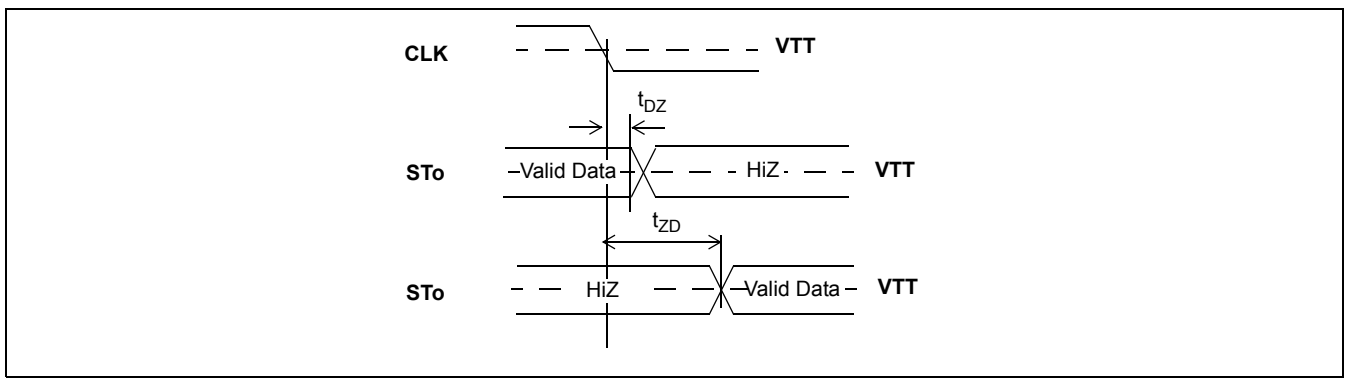 CLK VTT
tDZ
STo Valid Data HiZ VTT
tZD
STo HiZ Valid Data VTT